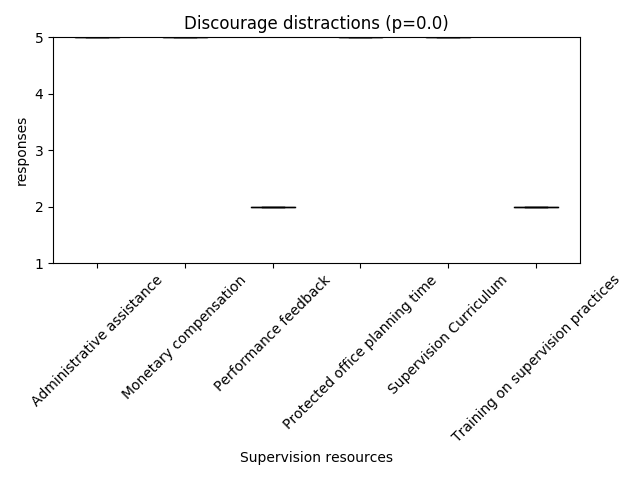 Discourage distractions (p=0.0)
5
4
3
2
1
responses
Administrative assistance
Monetary compensation
Performance feedback
Protected office planning time
Supervision Curriculum
Training on supervision practices
Supervision resources